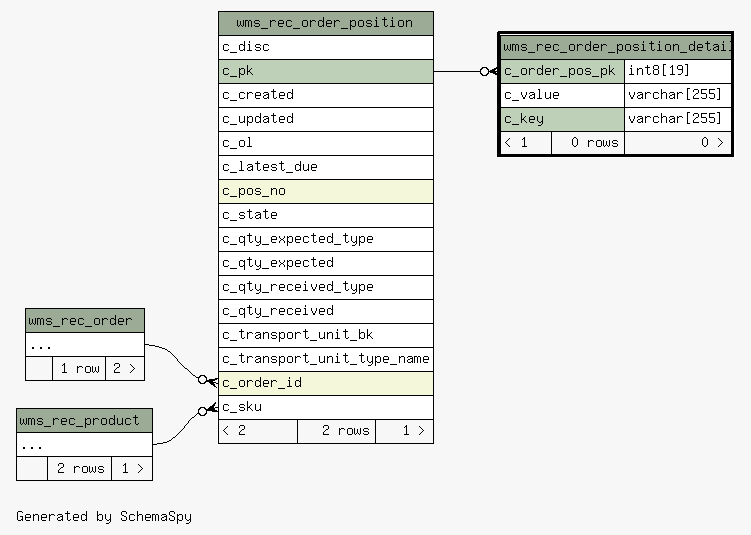 wms_rec_order_position
c_disc
c_pk
c_created
c_updated
c_ol
c_latest_due
c_pos_no
c_state
c_qty_expected_type
c_qty_expected
c_qty_received_type
c_qty_received
c_transport_unit_bk
c_transport_unit_type_name
c_order_id
c_sku
< 2 2 rows 1 >
wms_rec_order_position_detail
c_order_pos_pk int8[19]
c_value varchar[255]
c_key varchar[255]
< 1 0 rows 0 >
wms_rec_order
...
1 row 2 >
wms_rec_product
...
2 rows 1 >
Generated by SchemaSpy